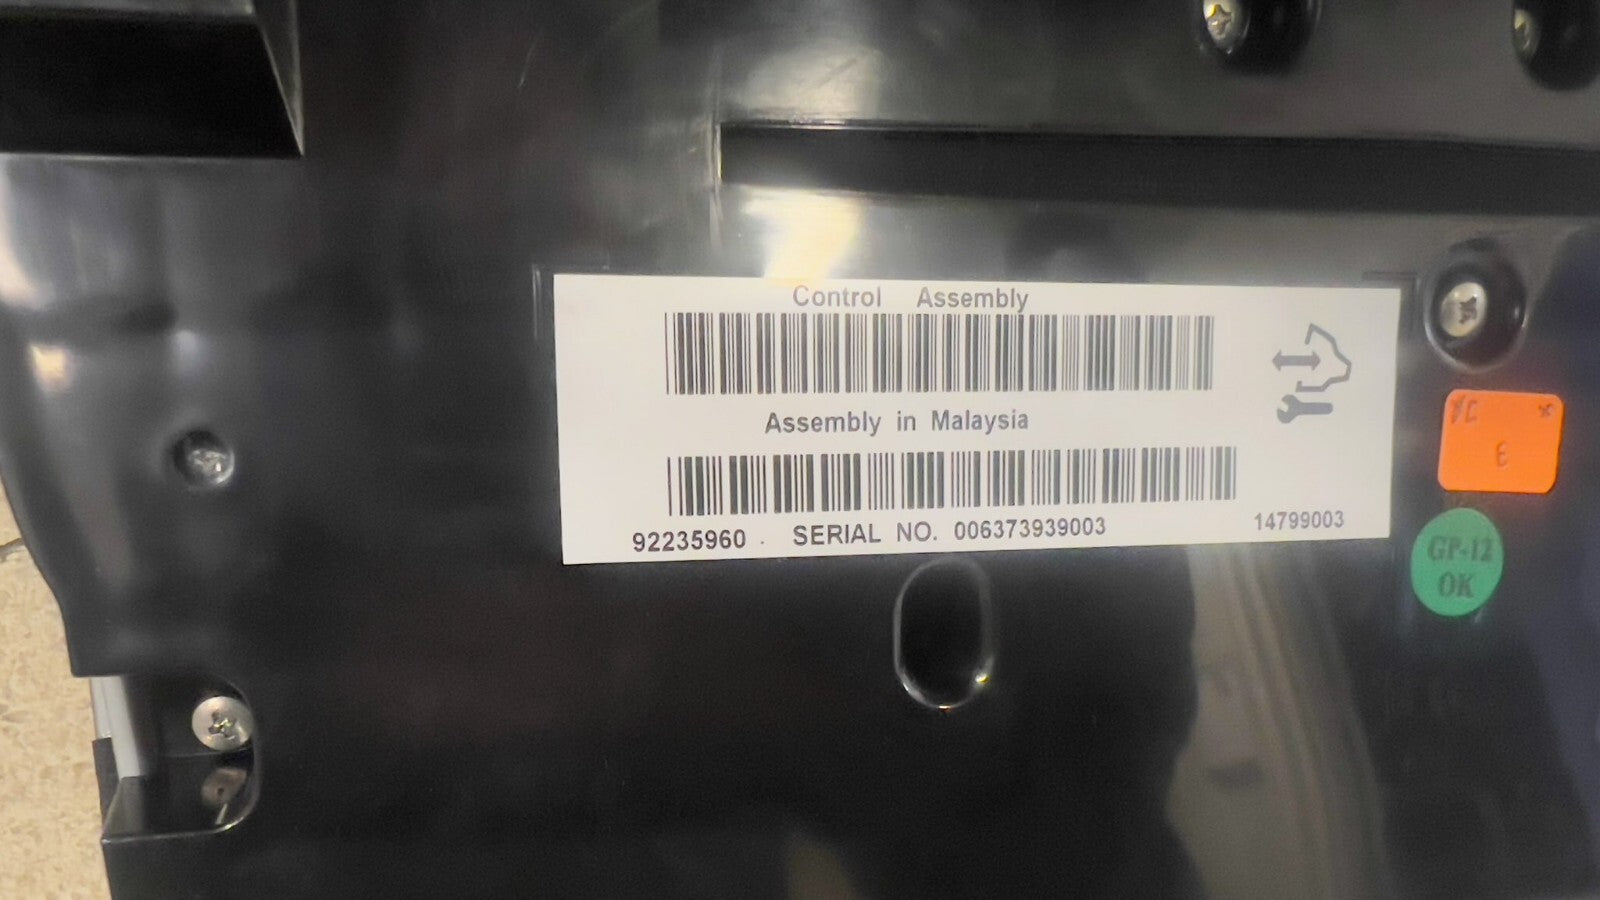 Control Assembly
Assembly in Malaysia
92235960 . SERIAL NO. 006373939003
14799003
E
GP-12
OK